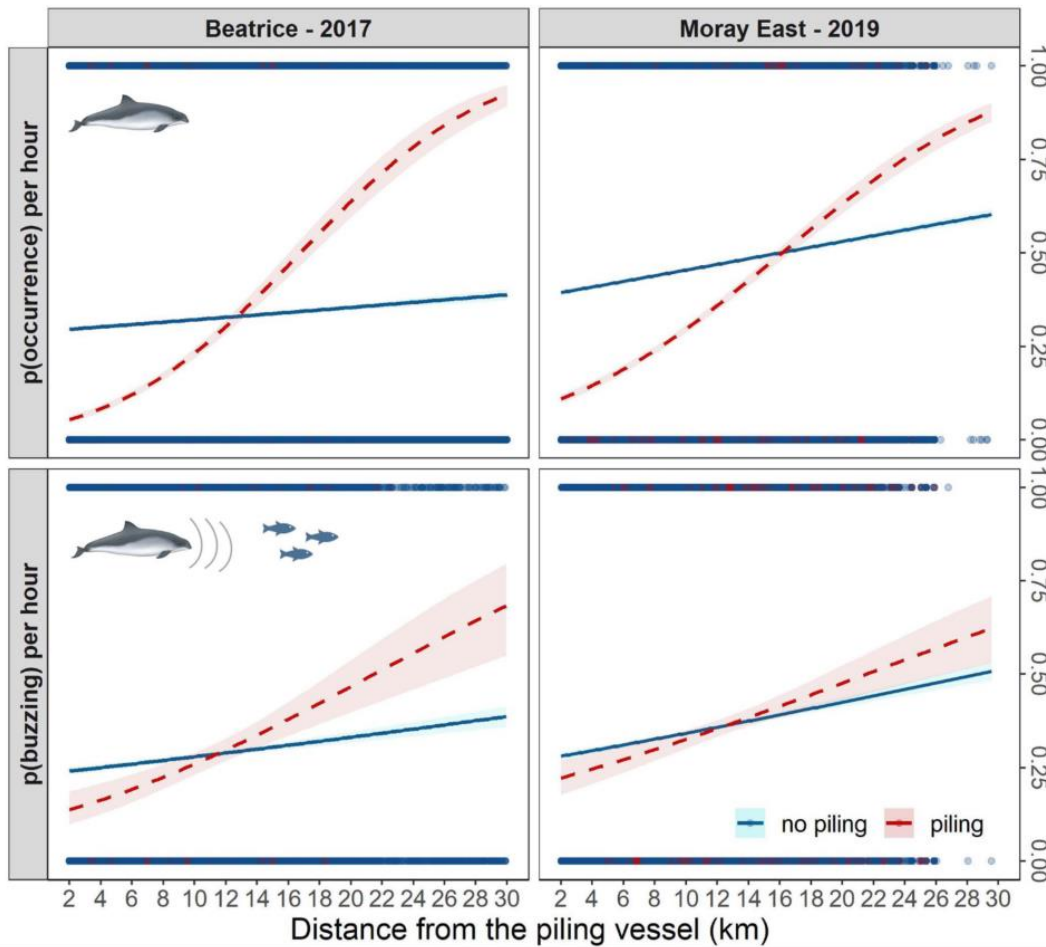 Beatrice - 2017
Moray East - 2019
p(occurrence) per hour
1.00
0.75
0.50
0.25
0.00
p(buzzing) per hour
1.00
0.75
0.50
0.25
0.00
no piling
piling
2 4 6 8 10 12 14 16 18 20 22 24 26 28 30
2 4 6 8 10 12 14 16 18 20 22 24 26 28 30
Distance from the piling vessel (km)